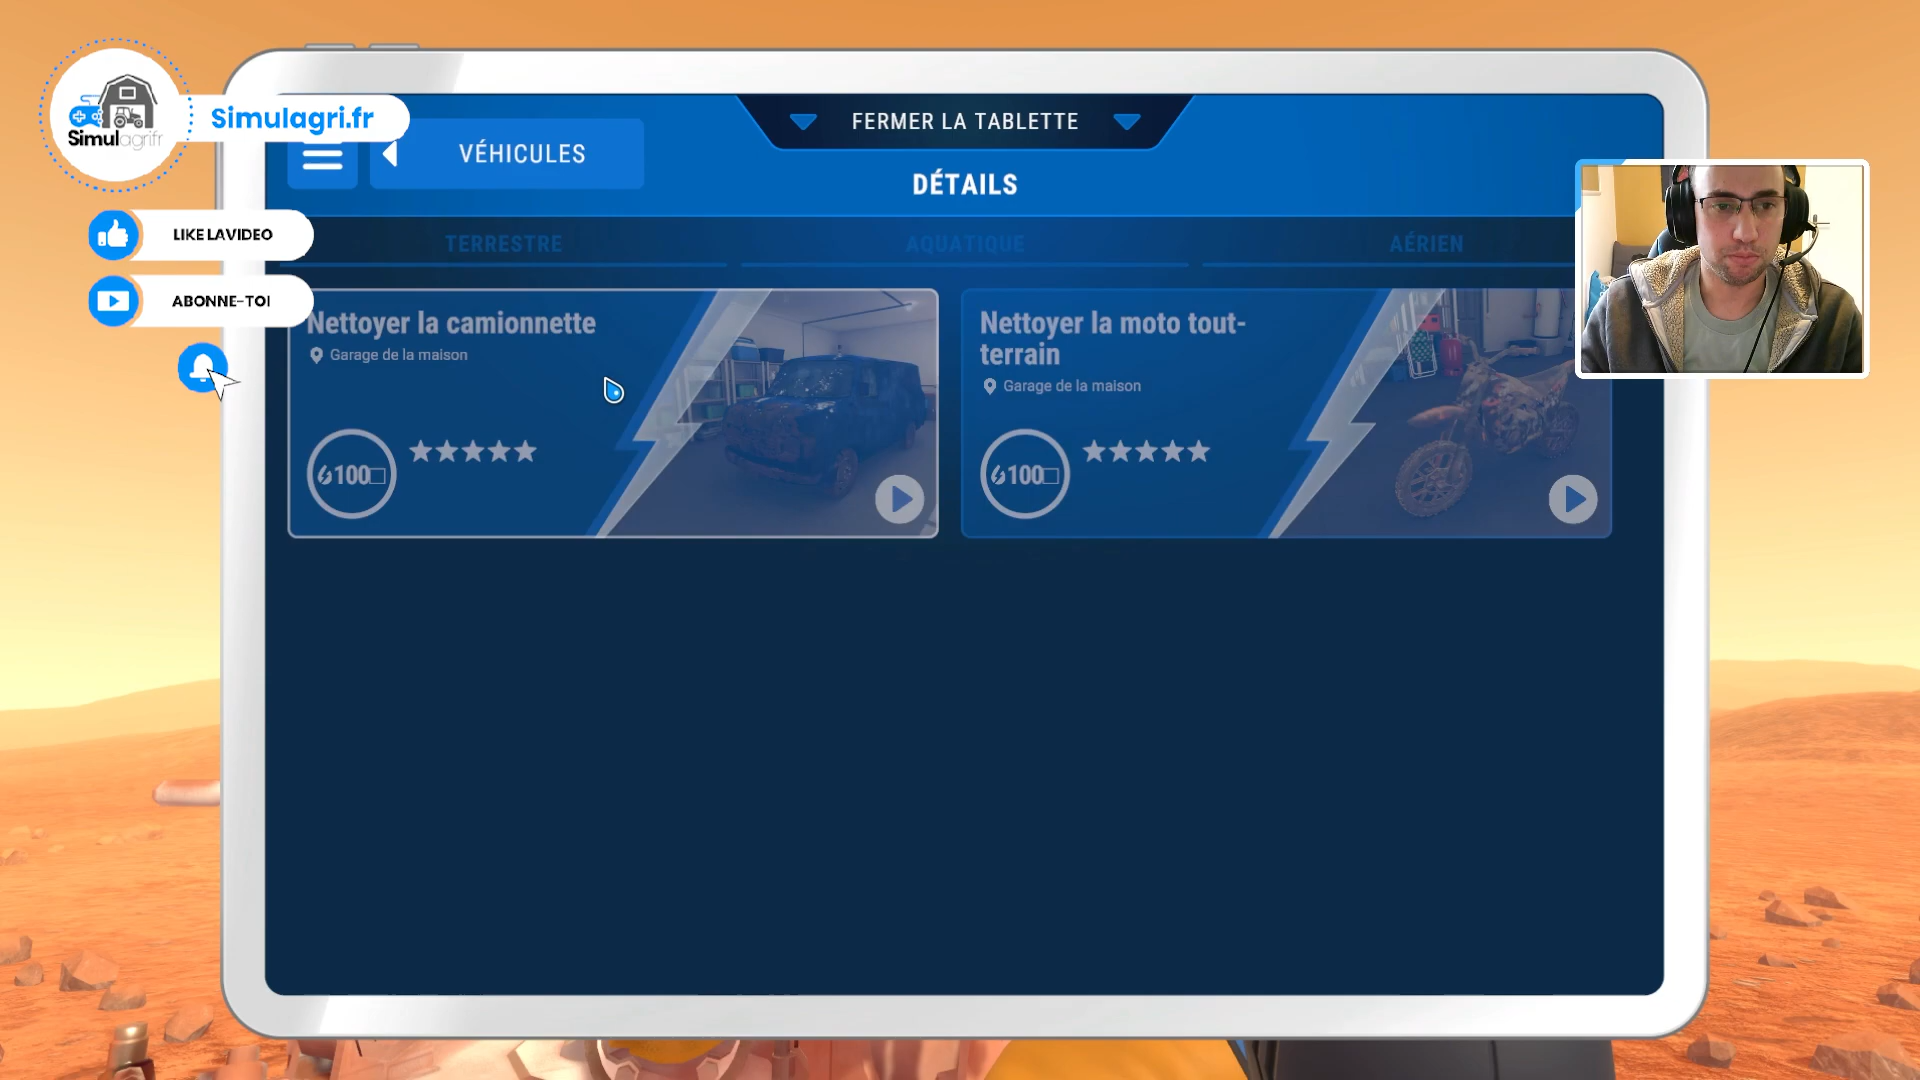 Simulagri.fr
Simulagrifr
LIKE LA VIDEO
ABONNE-TOI
FERMER LA TABLETTE
VÉHICULES
DÉTAILS
TERRESTRE
AQUATIQUE
AÉRIEN
Nettoyer la camionnette
Garage de la maison
100
Nettoyer la moto tout-
terrain
Garage de la maison
100